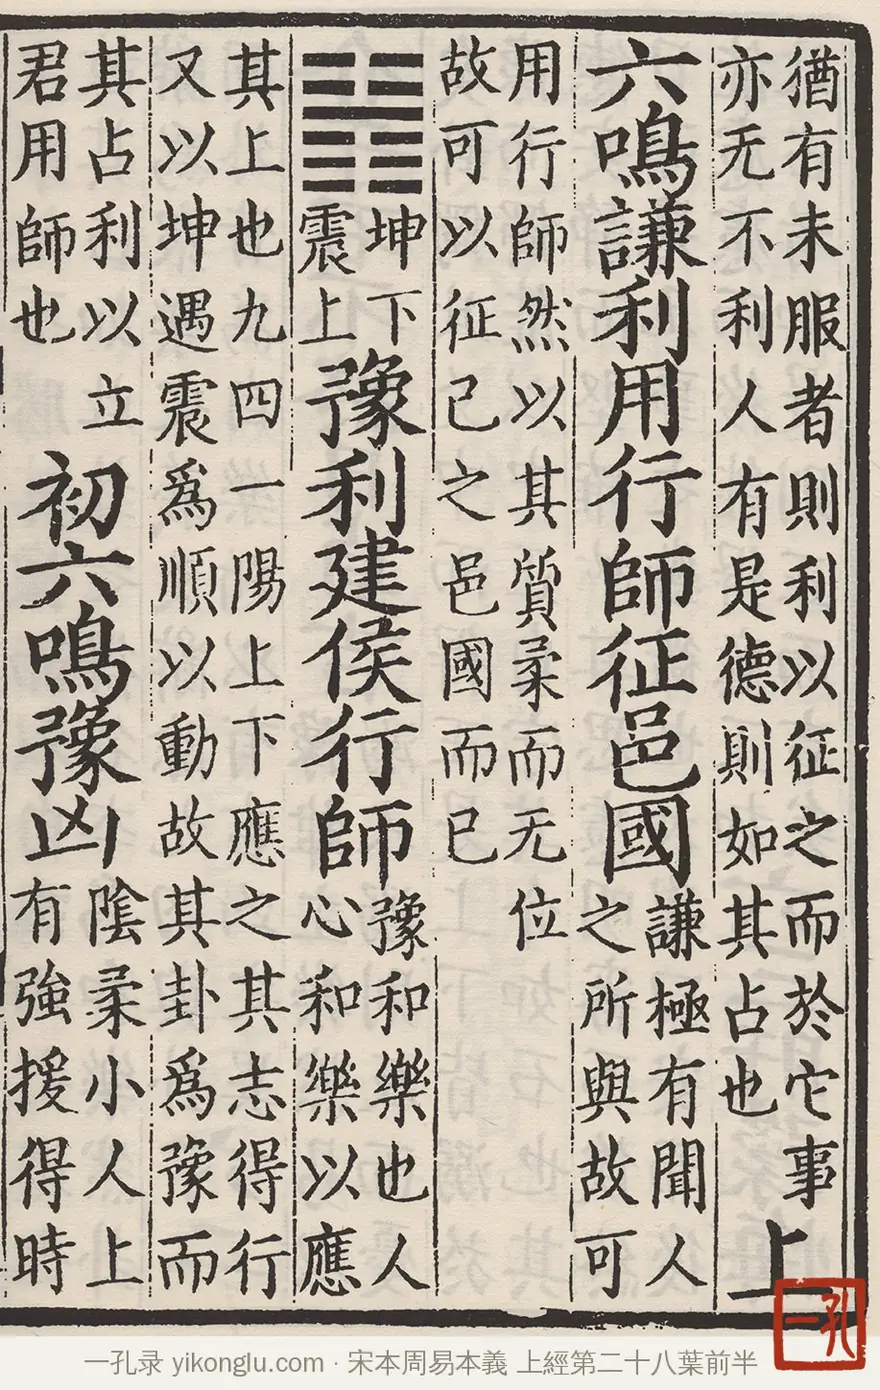 猶有未服者則利以征之而於它事
亦无不利人有是德則如其占也
上
六鳴謙利用行師征邑國
謙極有聞人
之所與故可
用行師然以其質柔而无位
故可以征己之邑國而已
坤下
震上
豫利建侯行師
豫和樂也人
心和樂以應
其上也九四一陽上下應之其志得行
又以坤遇震爲順以動故其卦爲豫而
其占利以立
君用師也
初六鳴豫凶
陰柔小人上
有強援得時
一孔
一孔录 yikonglu.com · 宋本周易本義 上經第二十八葉前半